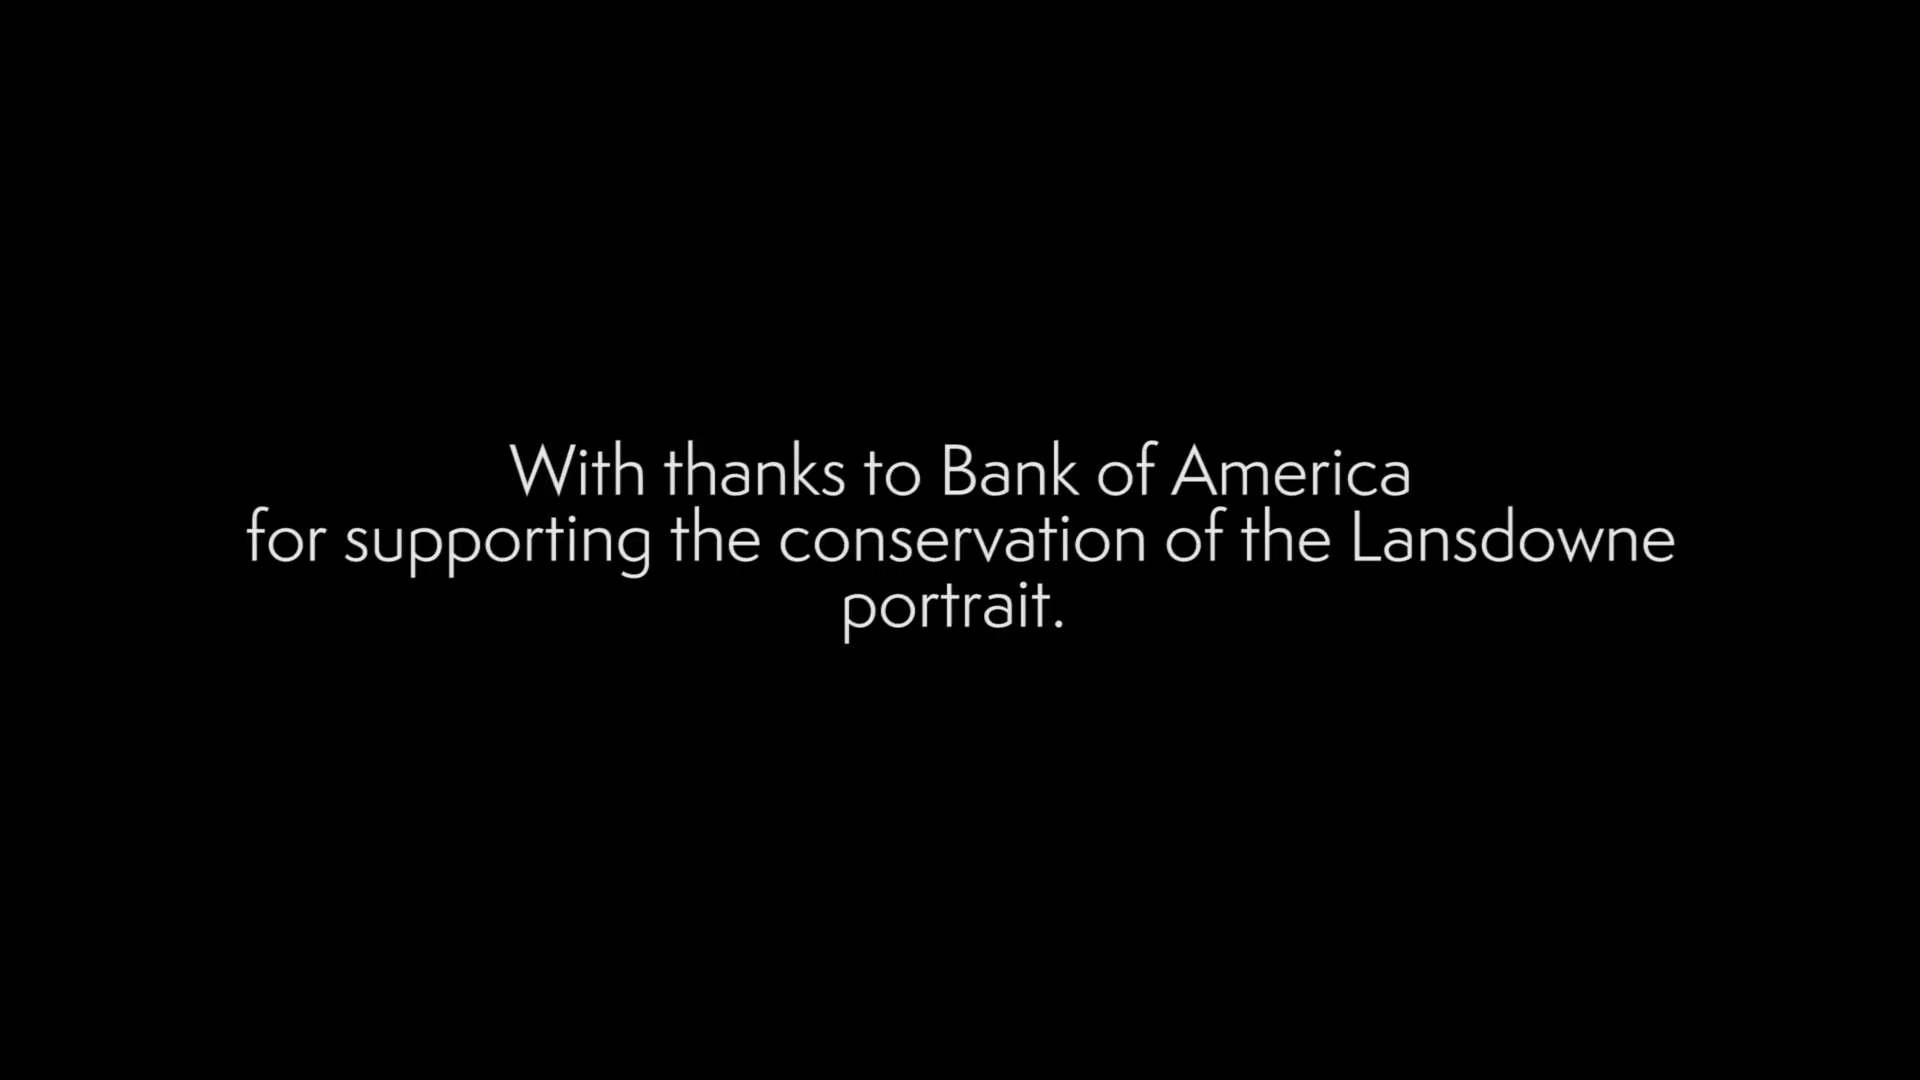 With thanks to Bank of America
for supporting the conservation of the Lansdowne
portrait.